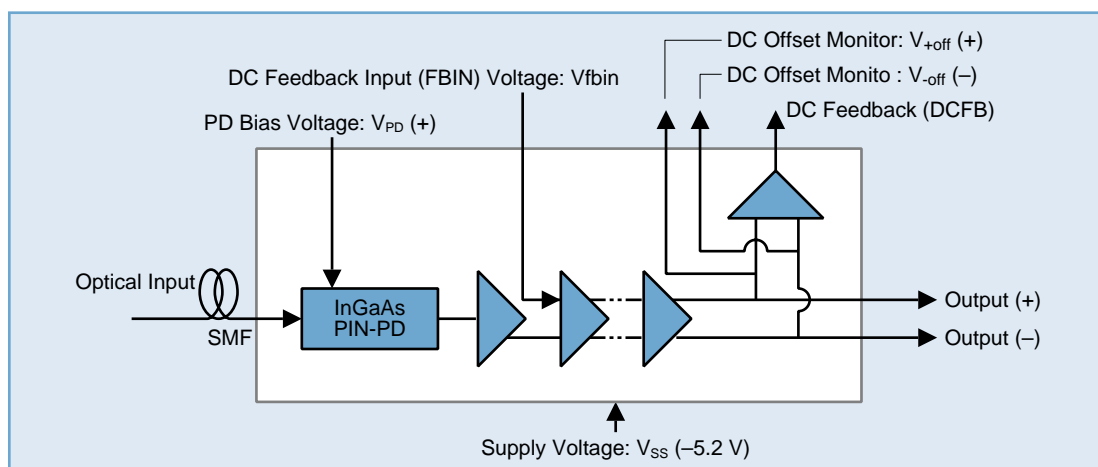 DC Offset Monitor: V+off (+)
DC Feedback Input (FBIN) Voltage: Vfbin
DC Offset Monito : V-off (–)
DC Feedback (DCFB)
PD Bias Voltage: VPD (+)
Optical Input
SMF
InGaAs
PIN-PD
Output (+)
Output (–)
Supply Voltage: VSS (–5.2 V)